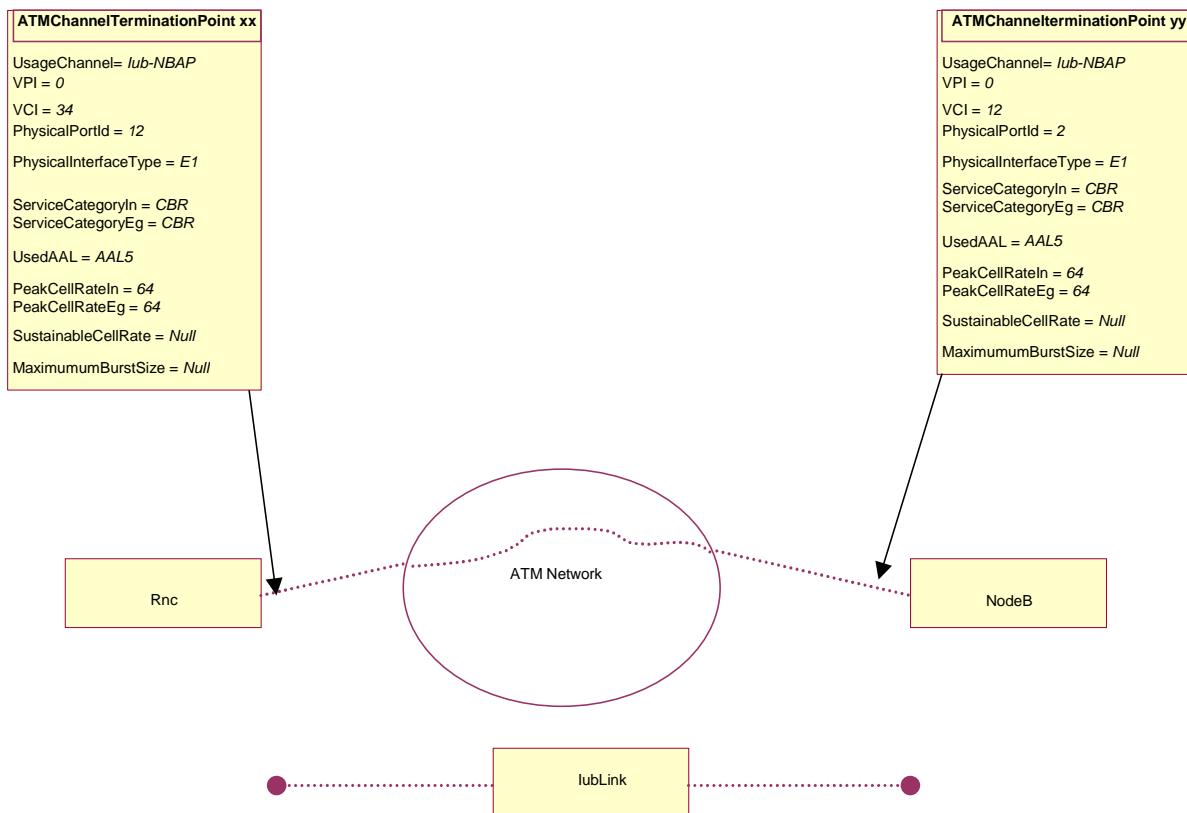 ATMChannelTerminationPoint xx
UsageChannel= Iub-NBAP
VPI = 0
VCI = 34
PhysicalPortId = 12
PhysicalInterfaceType = E1
ServiceCategoryIn = CBR
ServiceCategoryEg = CBR
UsedAAL = AAL5
PeakCellRateIn = 64
PeakCellRateEg = 64
SustainableCellRate = Null
MaximumumBurstSize = Null
ATMChannelterminationPoint yy
UsageChannel= Iub-NBAP
VPI = 0
VCI = 12
PhysicalPortId = 2
PhysicalInterfaceType = E1
ServiceCategoryIn = CBR
ServiceCategoryEg = CBR
UsedAAL = AAL5
PeakCellRateIn = 64
PeakCellRateEg = 64
SustainableCellRate = Null
MaximumumBurstSize = Null
Rnc
ATM Network
NodeB
IubLink